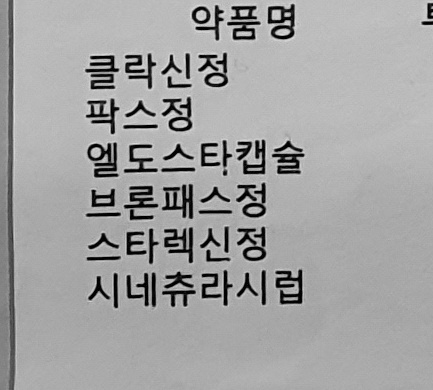 약품명
클락신정
팍스정
엘도스타캡슐
브론패스정
스타렉신정
시네츄라시럽